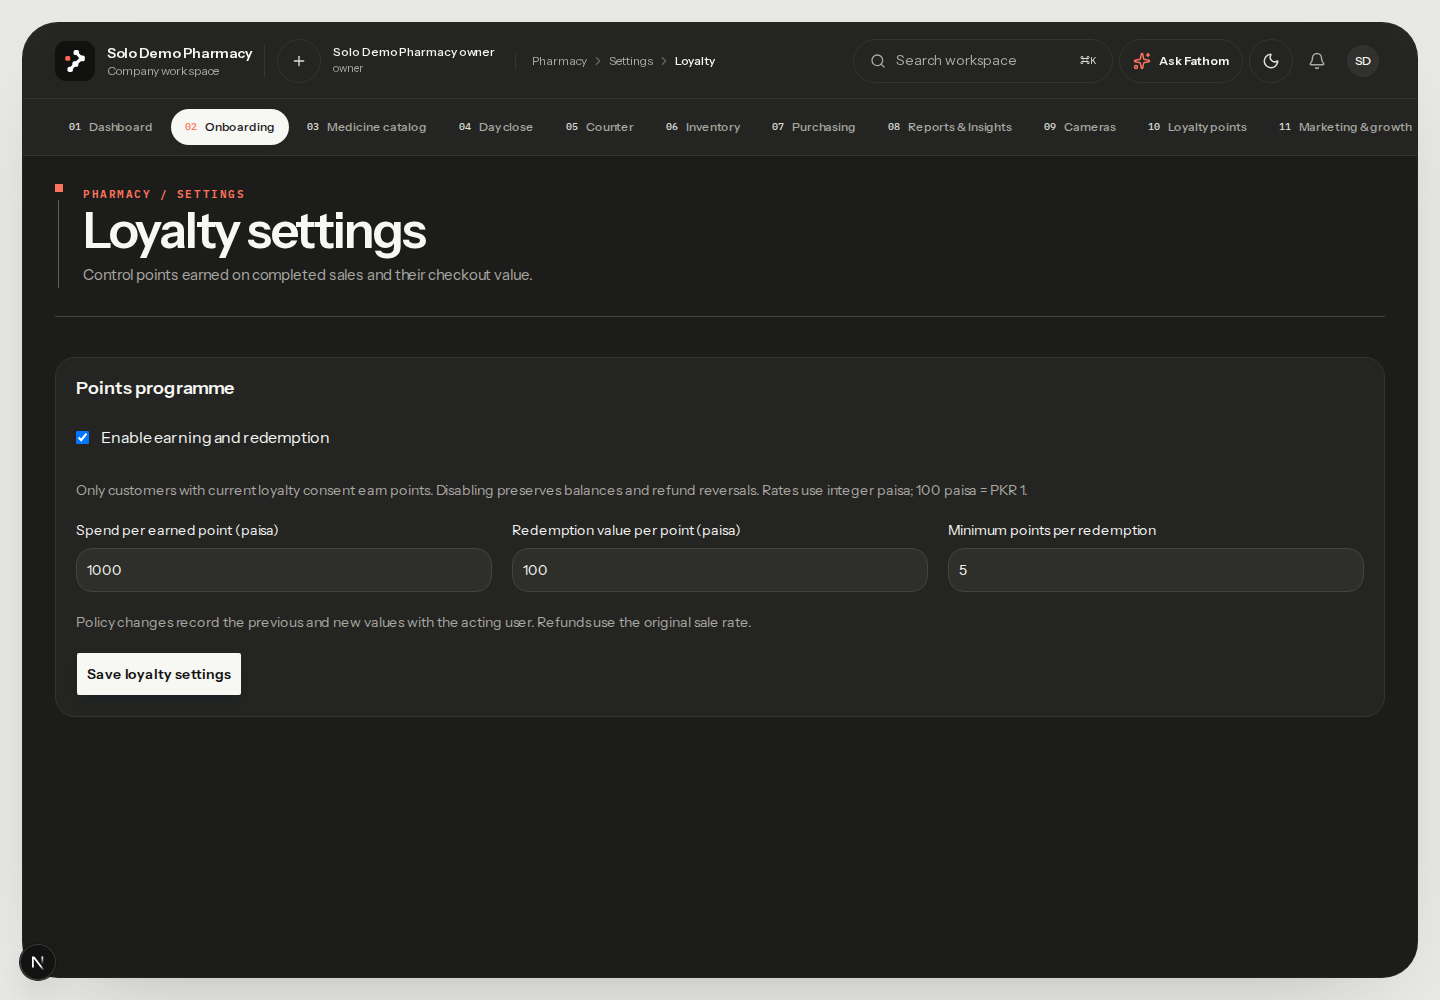 Solo Demo Pharmacy
Company workspace
Solo Demo Pharmacy owner
owner
Pharmacy > Settings > Loyalty
Search workspace ⌘K
Ask Fathom
SD
01 Dashboard 02 Onboarding 03 Medicine catalog 04 Day close 05 Counter 06 Inventory 07 Purchasing 08 Reports & Insights 09 Cameras 10 Loyalty points 11 Marketing & growth
PHARMACY / SETTINGS
Loyalty settings
Control points earned on completed sales and their checkout value.
Points programme
Enable earning and redemption
Only customers with current loyalty consent earn points. Disabling preserves balances and refund reversals. Rates use integer paisa; 100 paisa = PKR 1.
Spend per earned point (paisa) Redemption value per point (paisa) Minimum points per redemption
1000 100 5
Policy changes record the previous and new values with the acting user. Refunds use the original sale rate.
Save loyalty settings
N